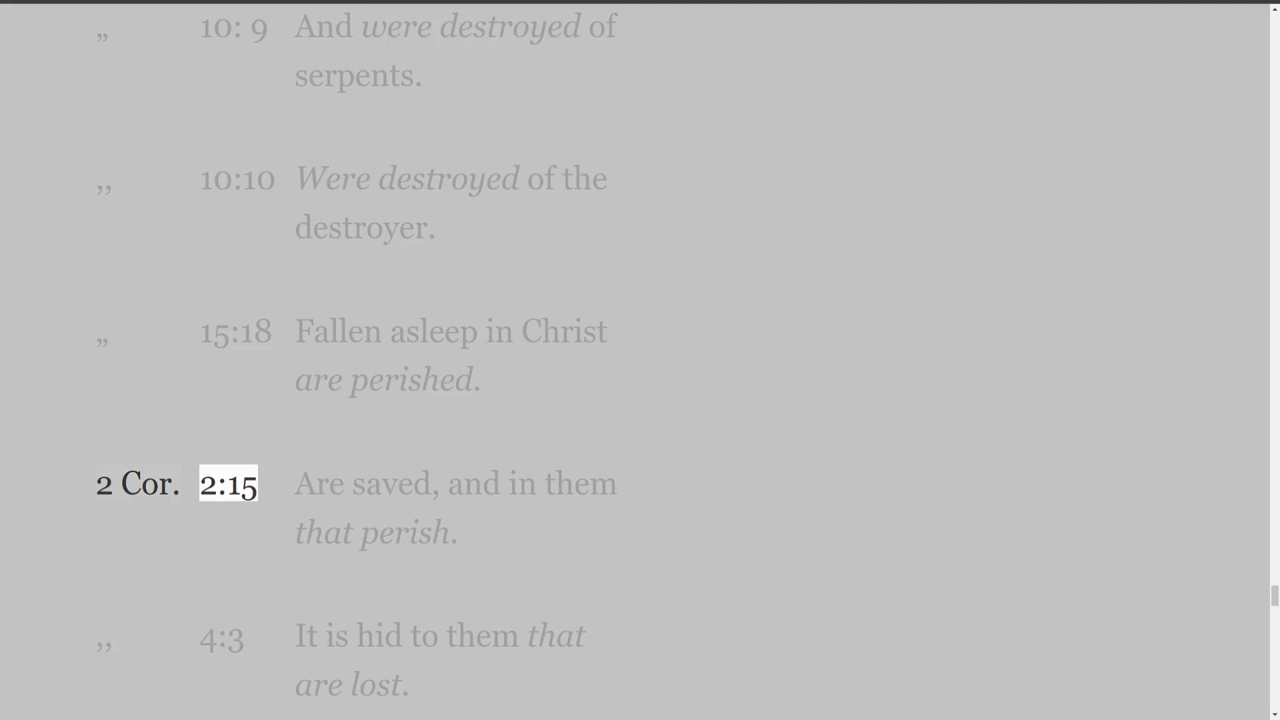 „ 10: 9 And were destroyed of
serpents.
,, 10:10 Were destroyed of the
destroyer.
„ 15:18 Fallen asleep in Christ
are perished.
2 Cor. 2:15 Are saved, and in them
that perish.
,, 4:3 It is hid to them that
are lost.